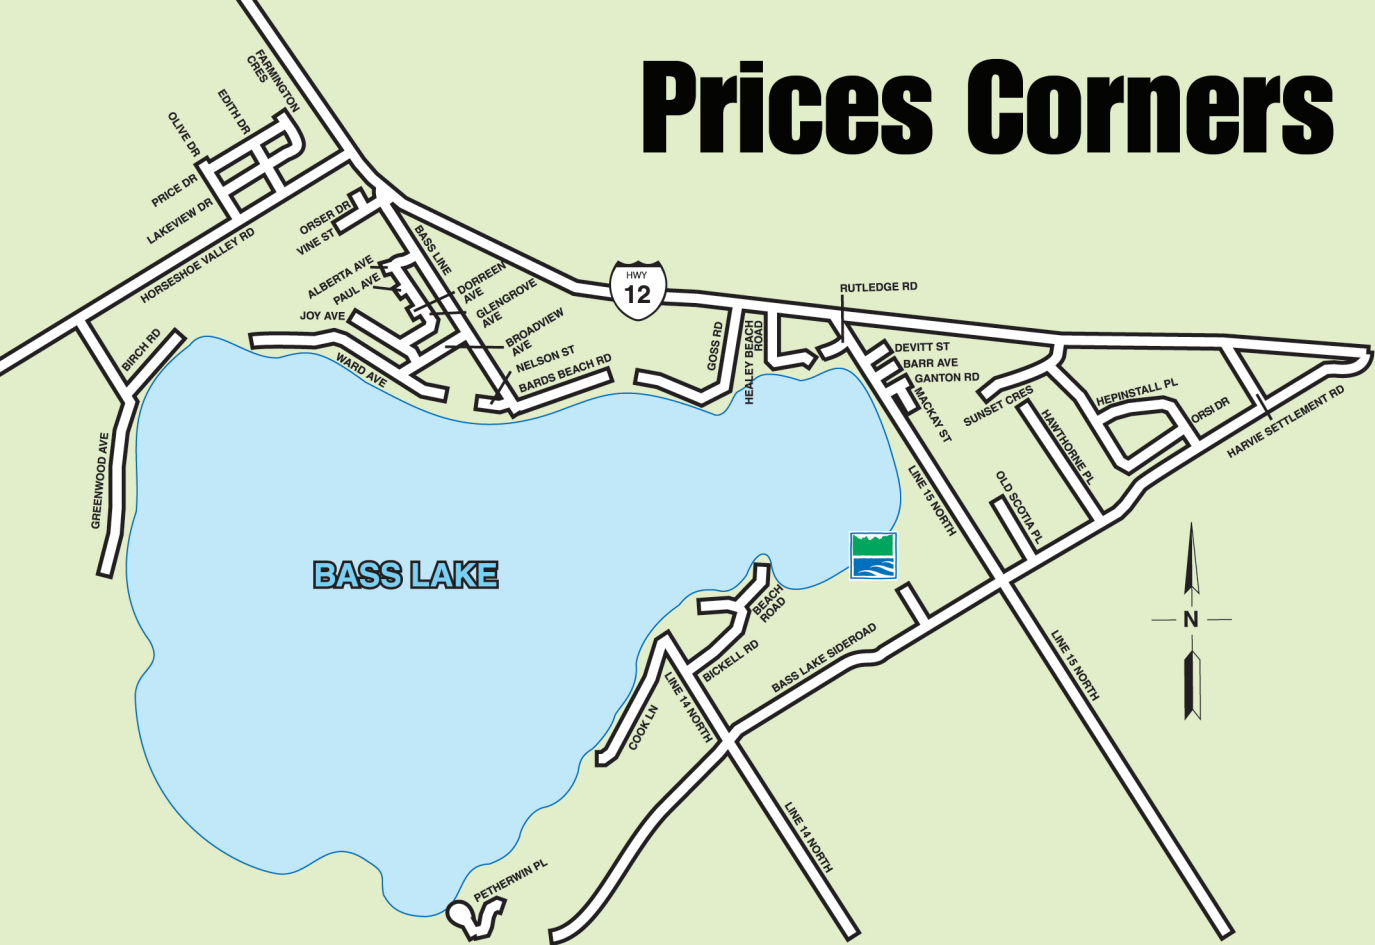 Prices Corners
FARMINGTON
CRES
EDITH DR
OLIVE DR
PRICE DR
LAKEVIEW DR
HORSESHOE VALLEY RD
ORSER DR
VINE ST
BASS LINE
ALBERTA AVE
PAUL AVE
JOY AVE
DORREEN
AVE
GLENGROVE
AVE
BROADVIEW
AVE
NELSON ST
BARDS BEACH RD
WARD AVE
BIRCH RD
GREENWOOD AVE
HWY
12
GOSS RD
HEALEY BEACH
ROAD
RUTLEDGE RD
DEVITT ST
BARR AVE
GANTON RD
MACKAY ST
SUNSET CRES
HEPINSTALL PL
ORSI DR
HARVIE SETTLEMENT RD
HAWTHORNE PL
OLD SCOTIA PL
LINE 15 NORTH
BASS LAKE
BEACH
ROAD
BICKELL RD
BASS LAKE SIDEROAD
LINE 14 NORTH
COOK LN
LINE 15 NORTH
N
LINE 14 NORTH
PETHERWIN PL